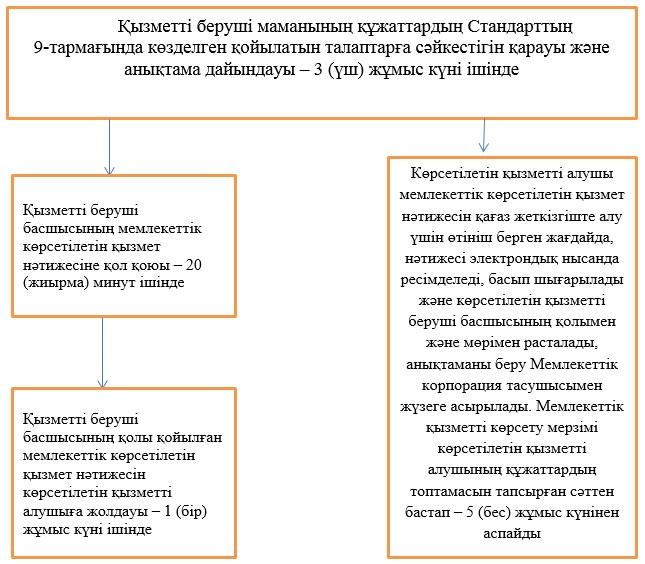 Қызметті беруші маманының құжаттардың Стандарттың
9-тармағында көзделген қойылатын талаптарға сәйкестігін қарауы және
анықтама дайындауы – 3 (үш) жұмыс күні ішінде
Қызметті беруші
басшысының мемлекеттік
көрсетілетін қызмет
нәтижесіне қол қоюы – 20
(жиырма) минут ішінде
Қызметті беруші
басшысының қолы қойылған
мемлекеттік көрсетілетін
қызмет нәтижесін
көрсетілетін қызметті
алушыға жолдауы – 1 (бір)
жұмыс күні ішінде
Көрсетілетін қызметті алушы
мемлекеттік көрсетілетін қызмет
нәтижесін қағаз жеткізгіште алу
үшін өтініш берген жағдайда,
нәтижесі электрондық нысанда
ресімделеді, басып шығарылады
және көрсетілетін қызметті
беруші басшысының қолымен
және мөрімен расталады,
анықтаманы беру Мемлекеттік
корпорация тасушысымен
жүзеге асырылады. Мемлекеттік
қызметті көрсету мерзімі
көрсетілетін қызметті
алушының құжаттардың
топтамасын тапсырған сәттен
бастап – 5 (бес) жұмыс күнінен
аспайды